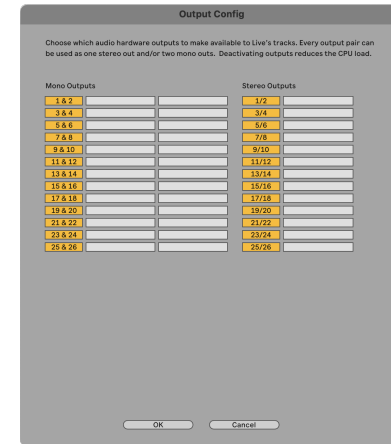 Output Config
Choose which audio hardware outputs to make available to Live's tracks. Every output pair can
be used as one stereo out and/or two mono outs.  Deactivating outputs reduces the CPU load.
Mono Outputs
Stereo Outputs
1 & 2
1/2
3 & 4
3/4
5 & 6
5/6
7 & 8
7/8
9 & 10
9/10
11 & 12
11/12
13 & 14
13/14
15 & 16
15/16
17 & 18
17/18
19 & 20
19/20
21 & 22
21/22
23 & 24
23/24
25 & 26
25/26
OK
Cancel